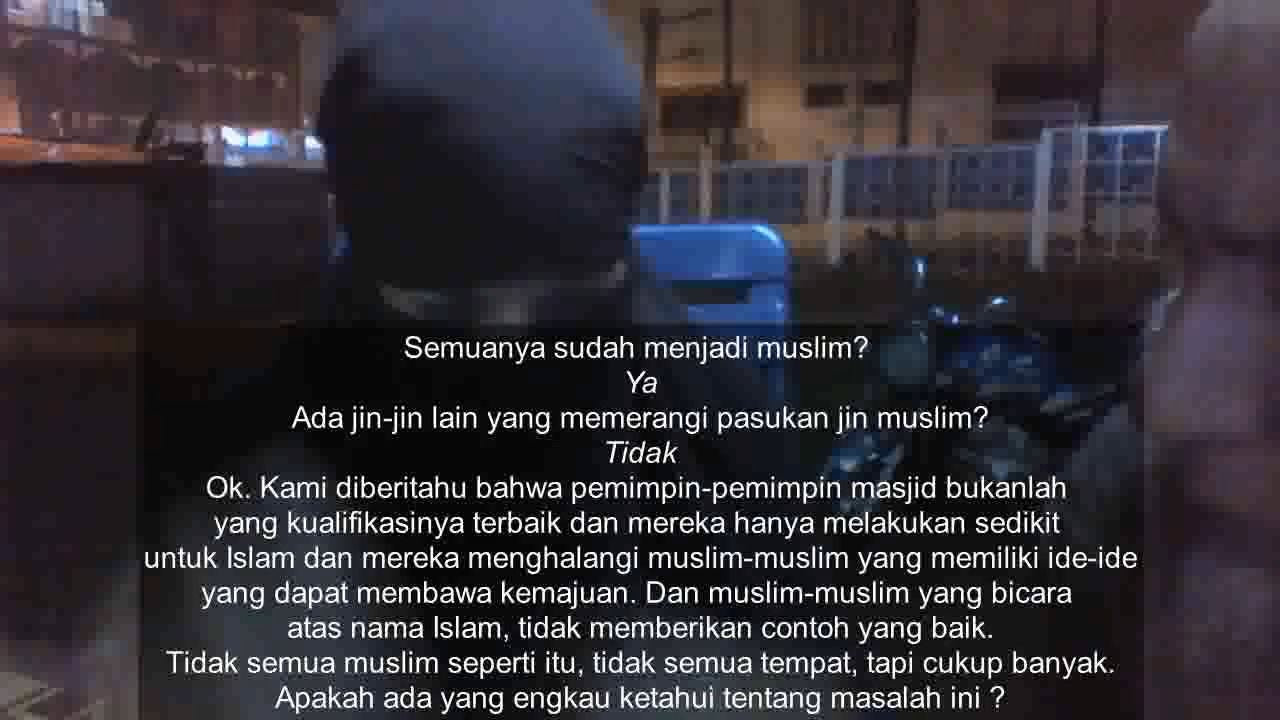 Semuanya sudah menjadi muslim?
Ya
Ada jin-jin lain yang memerangi pasukan jin muslim?
Tidak
Ok. Kami diberitahu bahwa pemimpin-pemimpin masjid bukanlah
yang kualifikasinya terbaik dan mereka hanya melakukan sedikit
untuk Islam dan mereka menghalangi muslim-muslim yang memiliki ide-ide
yang dapat membawa kemajuan. Dan muslim-muslim yang bicara
atas nama Islam, tidak memberikan contoh yang baik.
Tidak semua muslim seperti itu, tidak semua tempat, tapi cukup banyak.
Apakah ada yang engkau ketahui tentang masalah ini ?